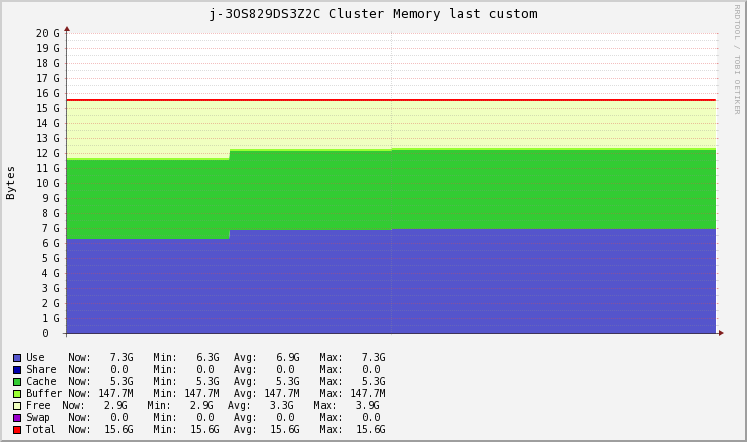 j-3OS829DS3Z2C Cluster Memory last custom
RRDTOOL / TOBI OETIKER
Bytes
20 G
19 G
18 G
17 G
16 G
15 G
14 G
13 G
12 G
11 G
10 G
9 G
8 G
7 G
6 G
5 G
4 G
3 G
2 G
1 G
0
Use Now: 7.3G Min: 6.3G Avg: 6.9G Max: 7.3G
Share Now: 0.0 Min: 0.0 Avg: 0.0 Max: 0.0
Cache Now: 5.3G Min: 5.3G Avg: 5.3G Max: 5.3G
Buffer Now: 147.7M Min: 147.7M Avg: 147.7M Max: 147.7M
Free Now: 2.9G Min: 2.9G Avg: 3.3G Max: 3.9G
Swap Now: 0.0 Min: 0.0 Avg: 0.0 Max: 0.0
Total Now: 15.6G Min: 15.6G Avg: 15.6G Max: 15.6G